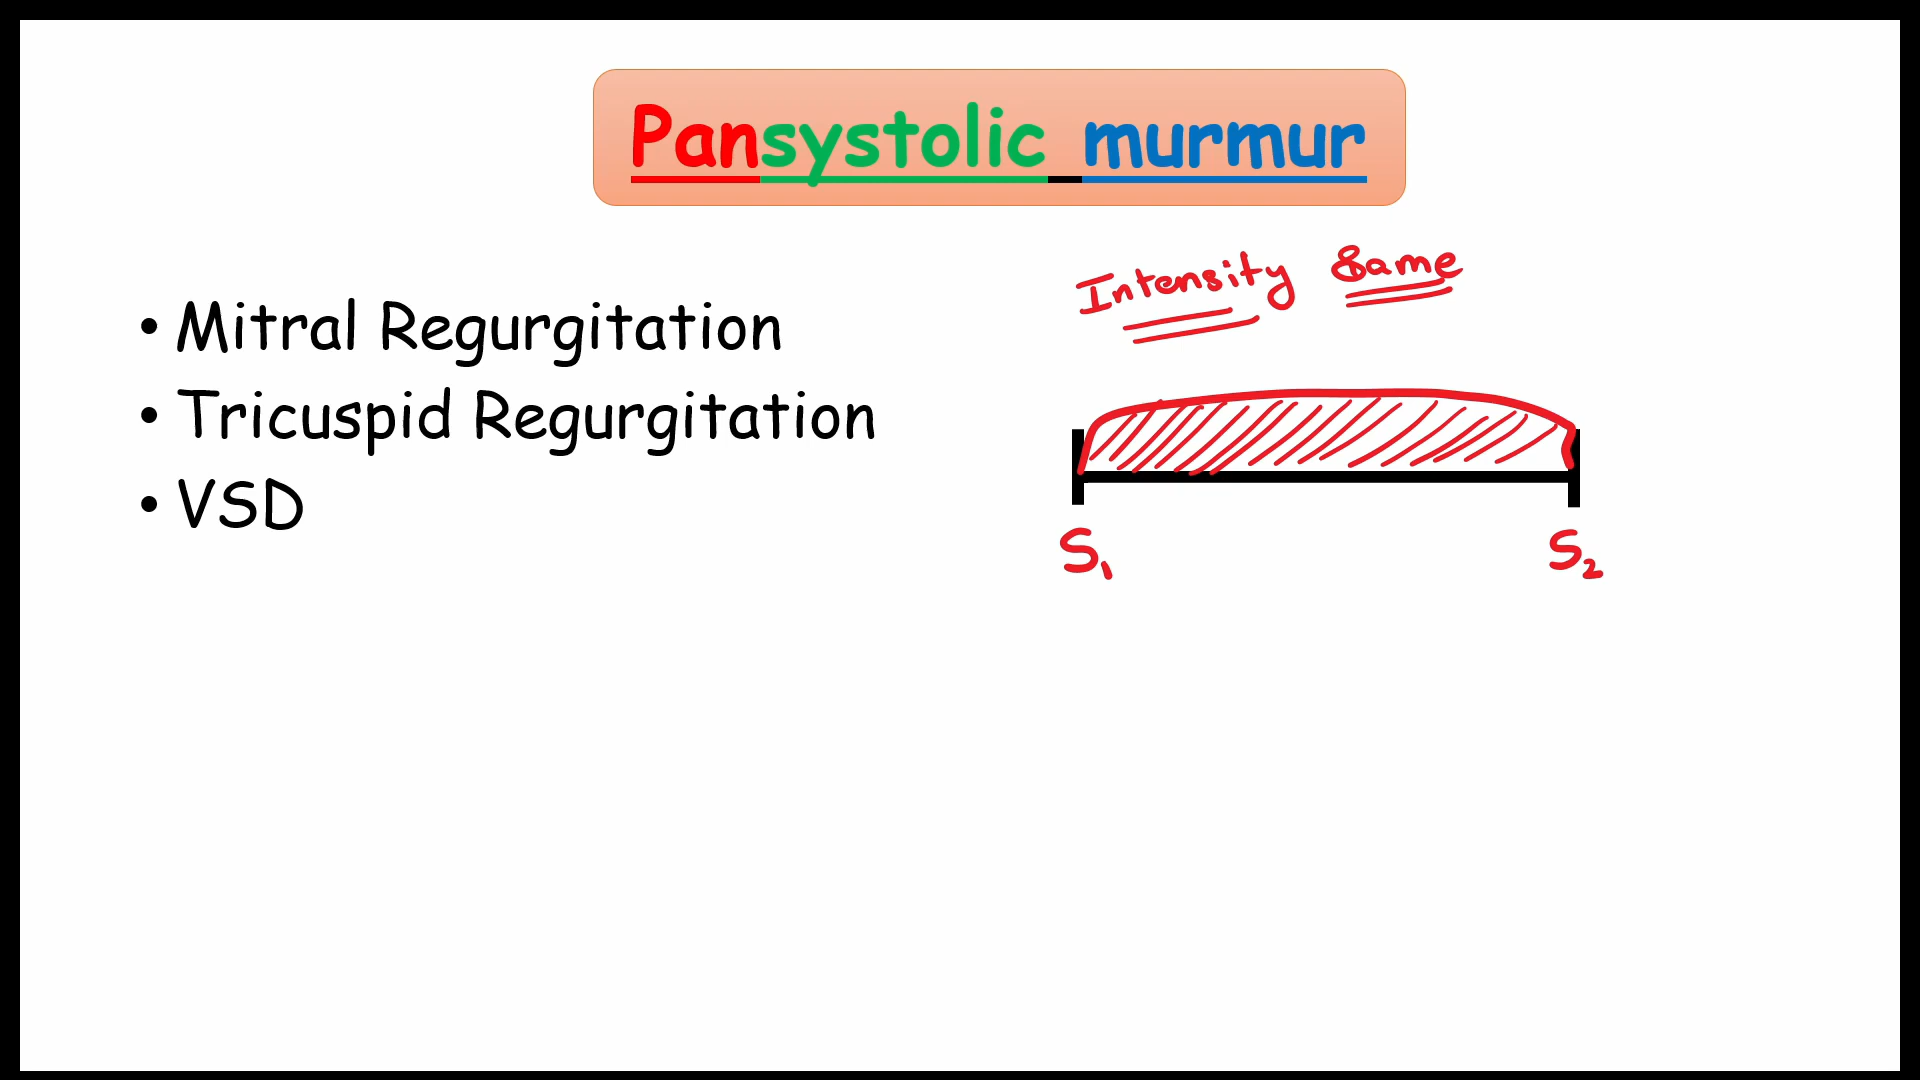 Pansystolic murmur
Intensity Same
• Mitral Regurgitation
• Tricuspid Regurgitation
• VSD
S1 S2